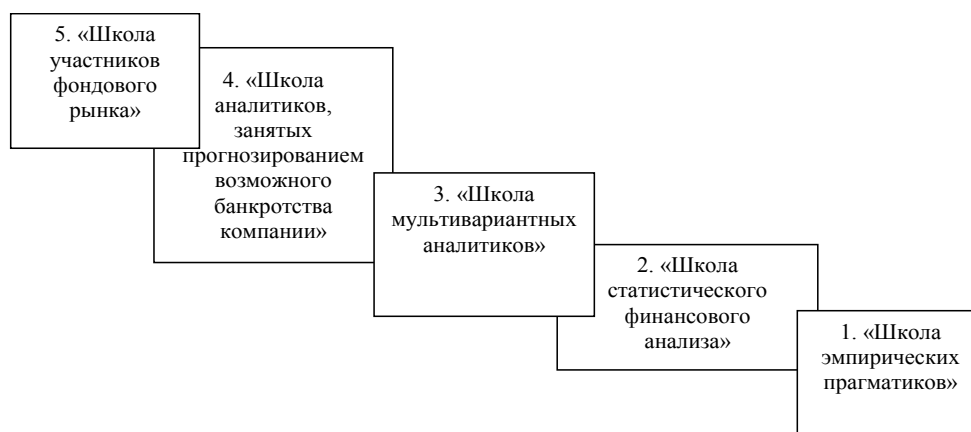 5. «Школа
участников
фондового
рынка»
4. «Школа
аналитиков,
занятых
прогнозированием
возможного
банкротства
компании»
3. «Школа
мультивариантных
аналитиков»
2. «Школа
статистического
финансового
анализа»
1. «Школа
эмпирических
прагматиков»